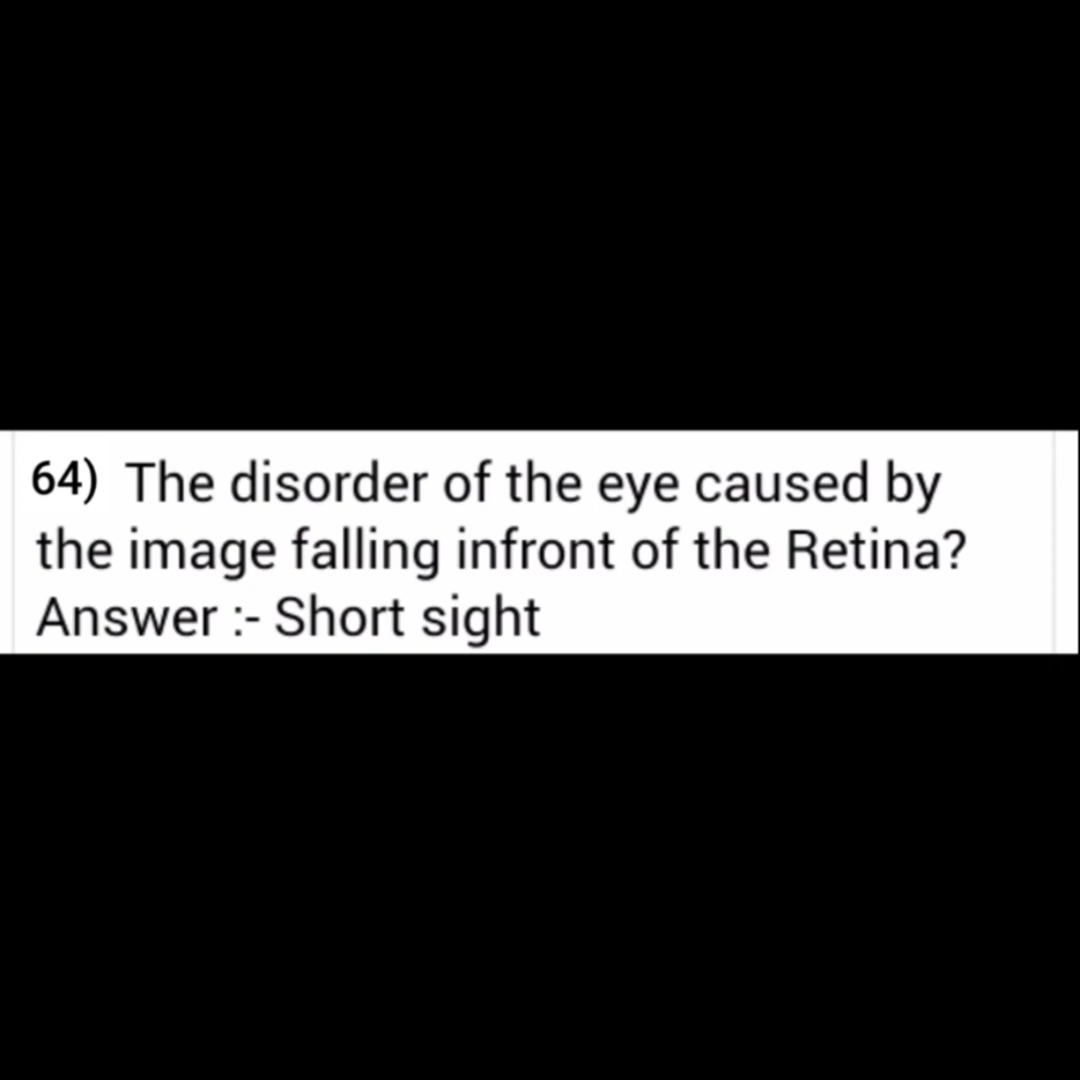 64) The disorder of the eye caused by
the image falling infront of the Retina?
Answer :- Short sight